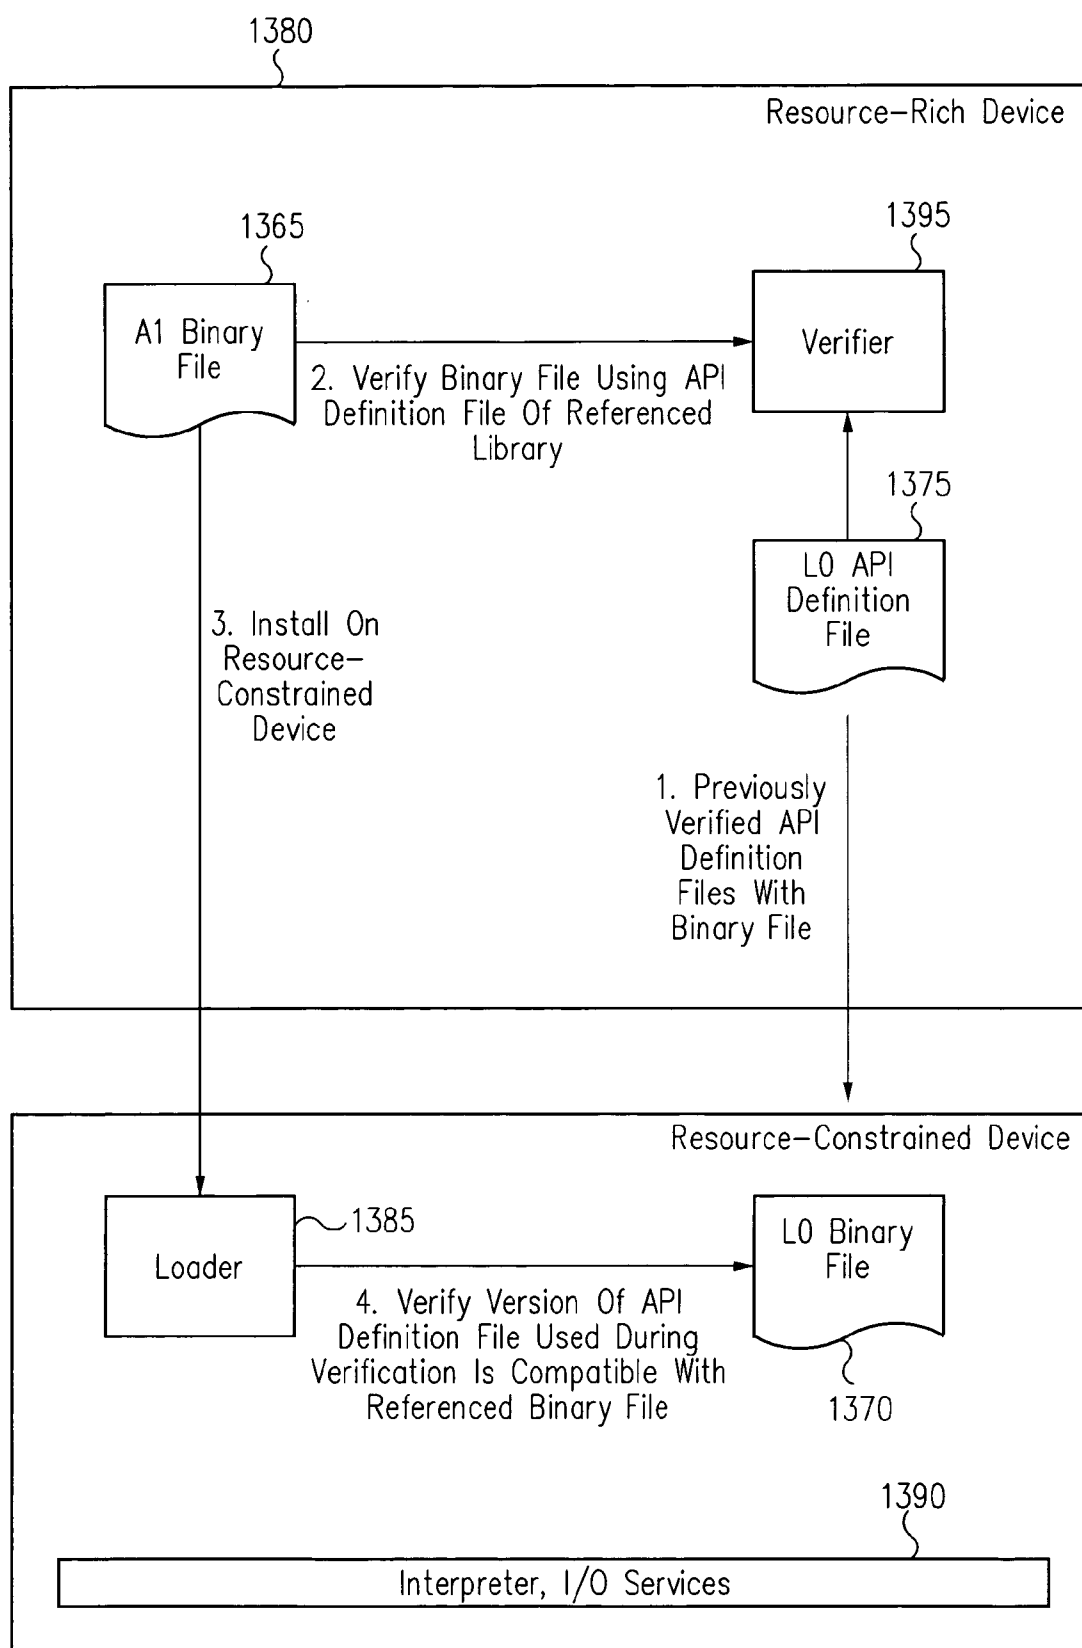 1380
Resource-Rich Device
1365
1395
A1 Binary
File
Verifier
2. Verify Binary File Using API
Definition File Of Referenced
Library
1375
L0 API
Definition
File
3. Install On
Resource-
Constrained
Device
1. Previously
Verified API
Definition
Files With
Binary File
Resource-Constrained Device
Loader
1385
L0 Binary
File
4. Verify Version Of API
Definition File Used During
Verification Is Compatible With
Referenced Binary File
1370
1390
Interpreter, I/O Services